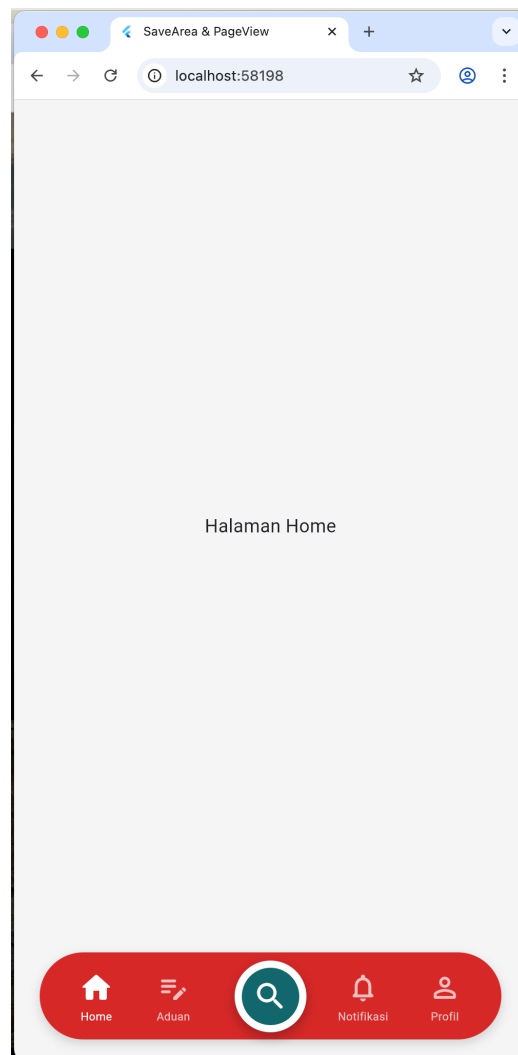 SaveArea & PageView
localhost:58198
Halaman Home
Home
Aduan
Notifikasi
Profil